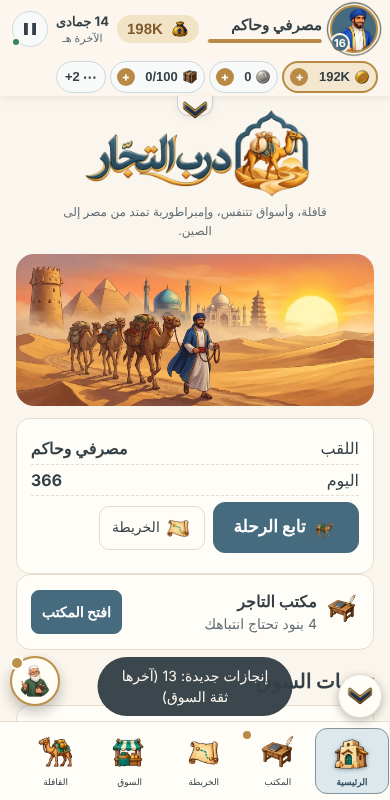 مصرفي وحاكم
16
198K
14 جمادى
الآخرة هـ
192K +
0 +
0/100 +
+2 ···
درب التجّار
قافلة، وأسواق تتنفس، وإمبراطورية تمتد من مصر إلى
الصين.
اللقب
مصرفي وحاكم
اليوم
366
تابع الرحلة
الخريطة
مكتب التاجر
4 بنود تحتاج انتباهك
افتح المكتب
إنجازات جديدة: 13 (آخرها
ثقة السوق)
الرئيسية
المكتب
الخريطة
السوق
القافلة